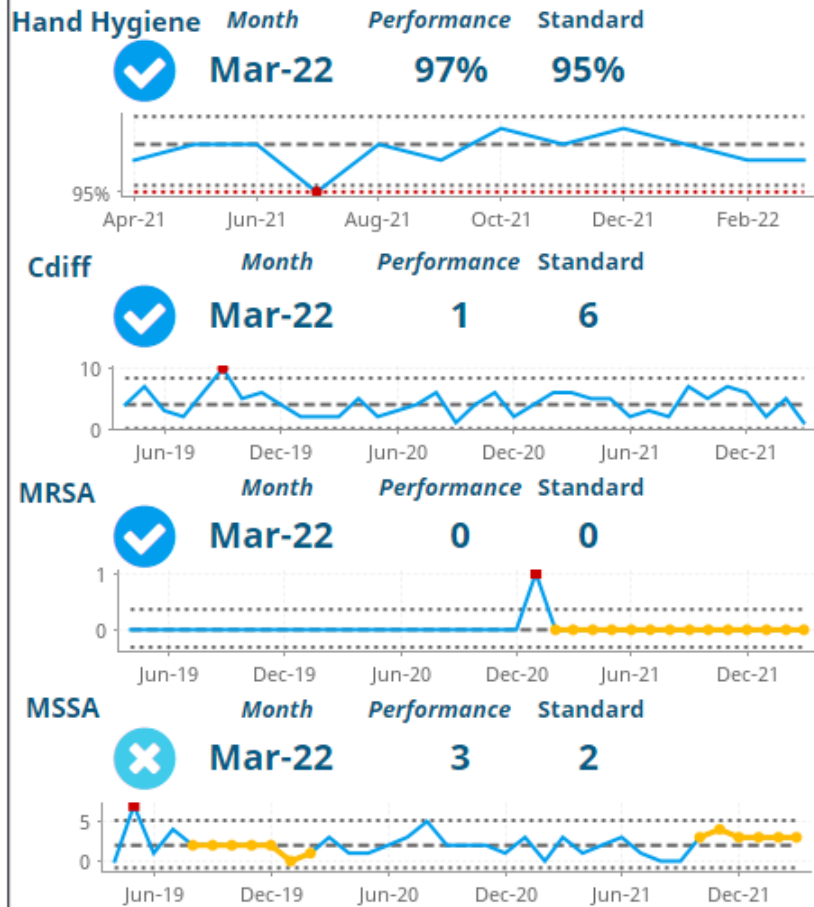 Hand Hygiene Month Performance Standard
Mar-22 97% 95%
95%
Apr-21 Jun-21 Aug-21 Oct-21 Dec-21 Feb-22
Cdiff Month Performance Standard
Mar-22 1 6
10
0
Jun-19 Dec-19 Jun-20 Dec-20 Jun-21 Dec-21
MRSA Month Performance Standard
Mar-22 0 0
1
0
Jun-19 Dec-19 Jun-20 Dec-20 Jun-21 Dec-21
MSSA Month Performance Standard
Mar-22 3 2
5
0
Jun-19 Dec-19 Jun-20 Dec-20 Jun-21 Dec-21